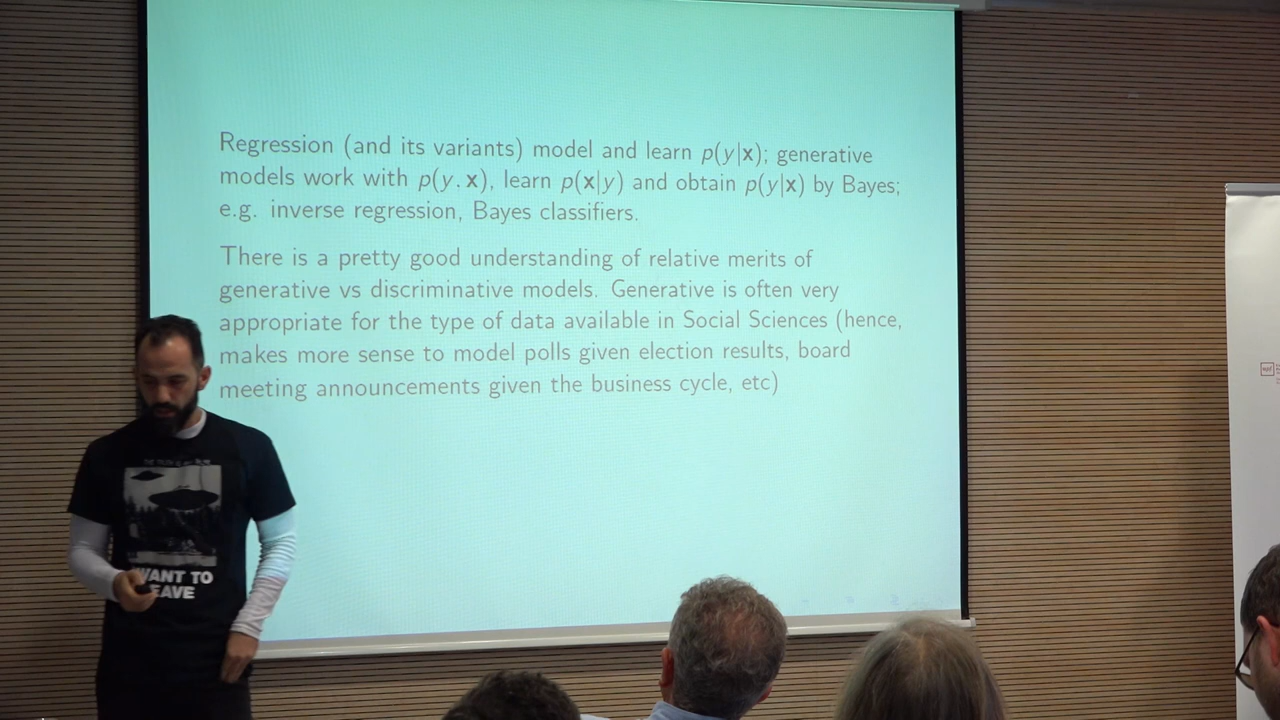 Regression (and its variants) model and learn p(y|x); generative
models work with p(y, x), learn p(x|y) and obtain p(y|x) by Bayes;
e.g. inverse regression, Bayes classifiers.
There is a pretty good understanding of relative merits of
generative vs discriminative models. Generative is often very
appropriate for the type of data available in Social Sciences (hence,
makes more sense to model polls given election results, board
meeting announcements given the business cycle, etc)
WANT TO
EAVE